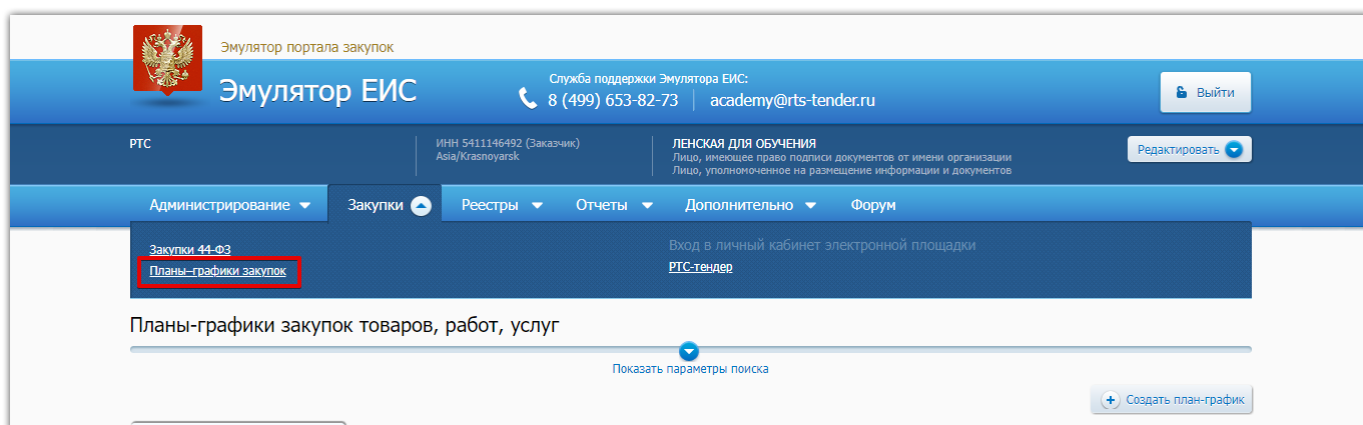 Эмулятор портала закупок
Эмулятор ЕИС
Служба поддержки Эмулятора ЕИС:
8 (499) 653-82-73 academy@rts-tender.ru
Выйти
РТС
ИНН 5411146492 (Заказчик)
Asia/Krasnoyarsk
ЛЕНСКАЯ ДЛЯ ОБУЧЕНИЯ
Лицо, имеющее право подписи документов от имени организации
Лицо, уполномоченное на размещение информации и документов
Редактировать
Администрирование Закупки Реестры Отчеты Дополнительно Форум
Закупки 44-ФЗ
Планы–графики закупок
Вход в личный кабинет электронной площадки
РТС-тендер
Планы-графики закупок товаров, работ, услуг
Показать параметры поиска
Создать план-график